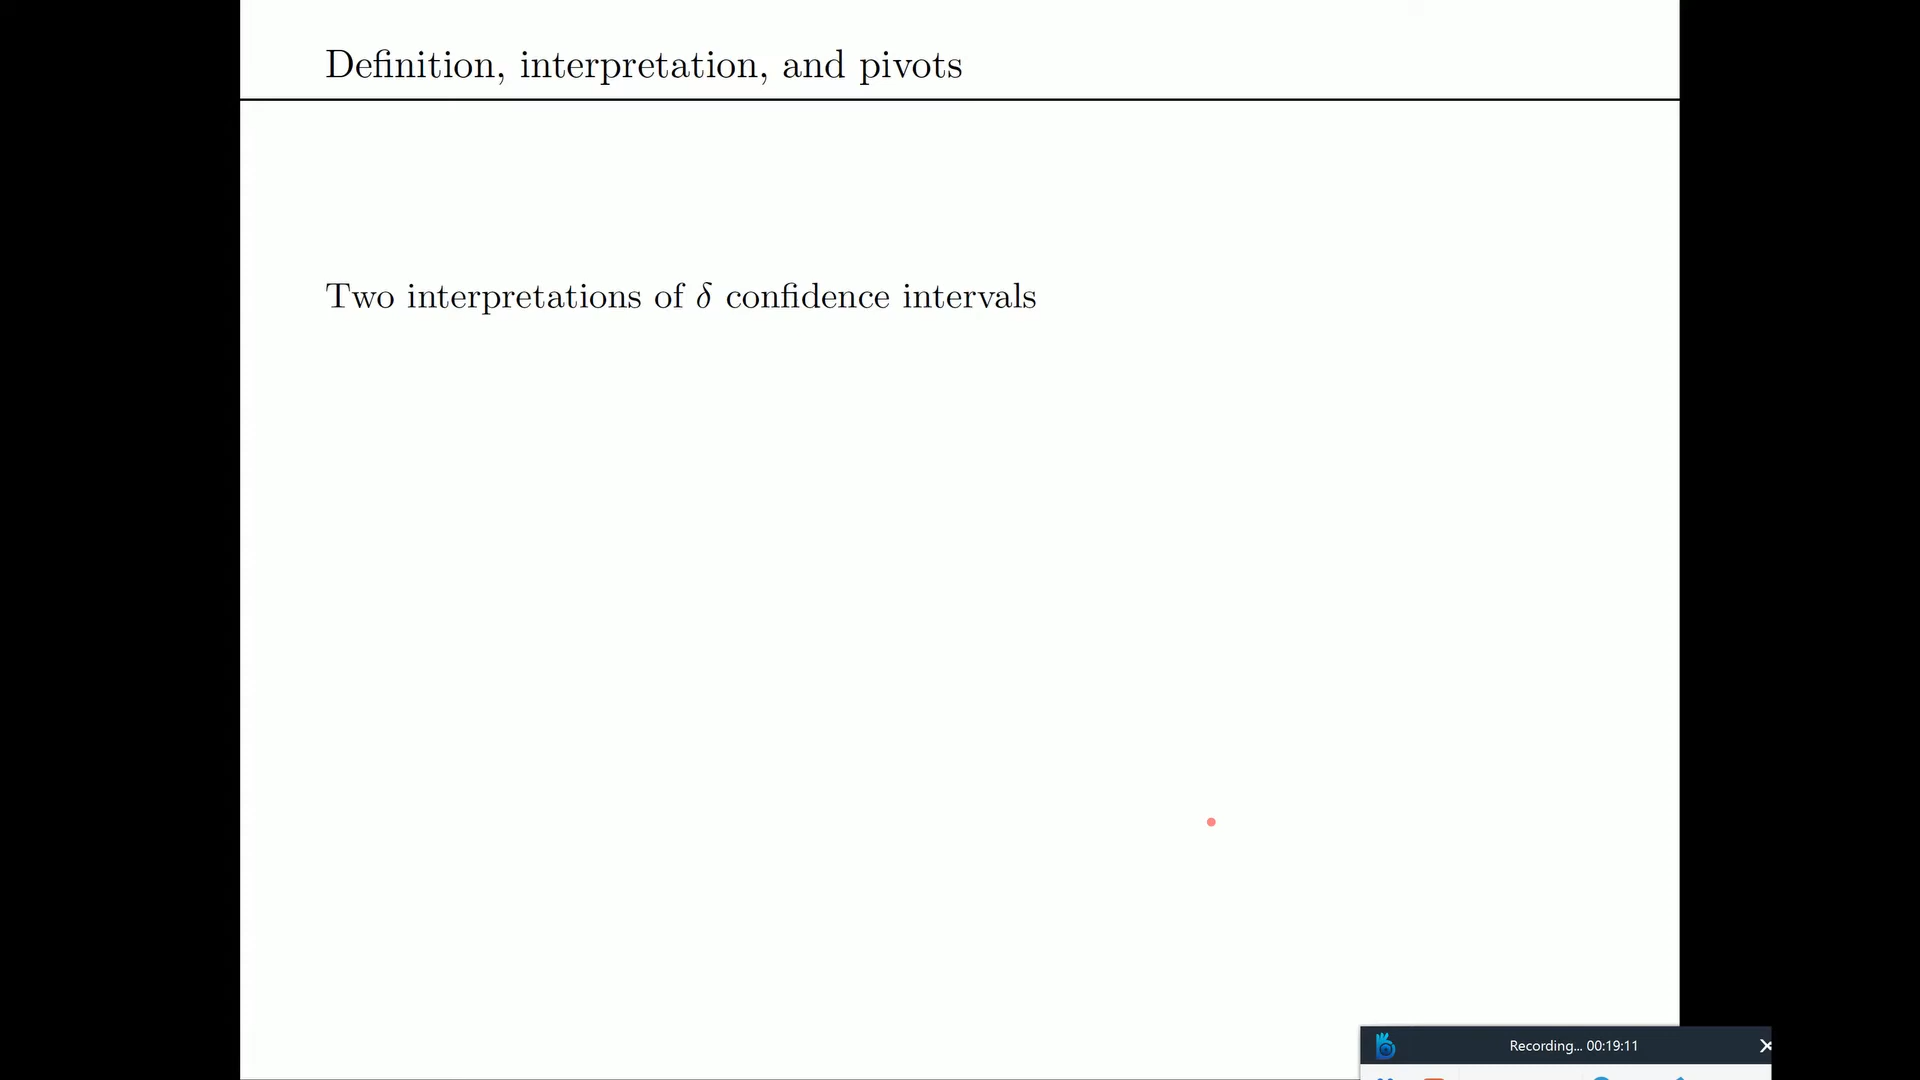 Definition, interpretation, and pivots
Two interpretations of δ confidence intervals
Recording... 00:19:11